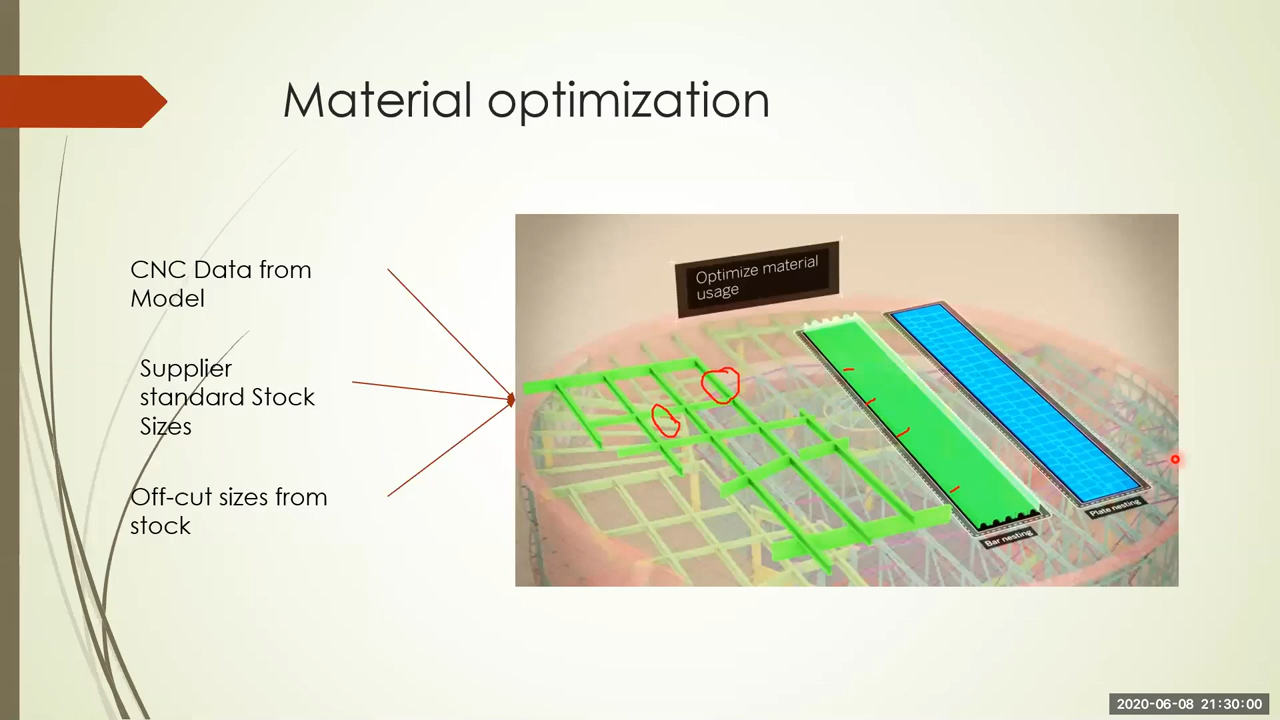 Material optimization
CNC Data from
Model
Supplier
standard Stock
Sizes
Off-cut sizes from
stock
Optimize material
usage
Bar nesting
Plate nesting
2020-06-08 21:30:00